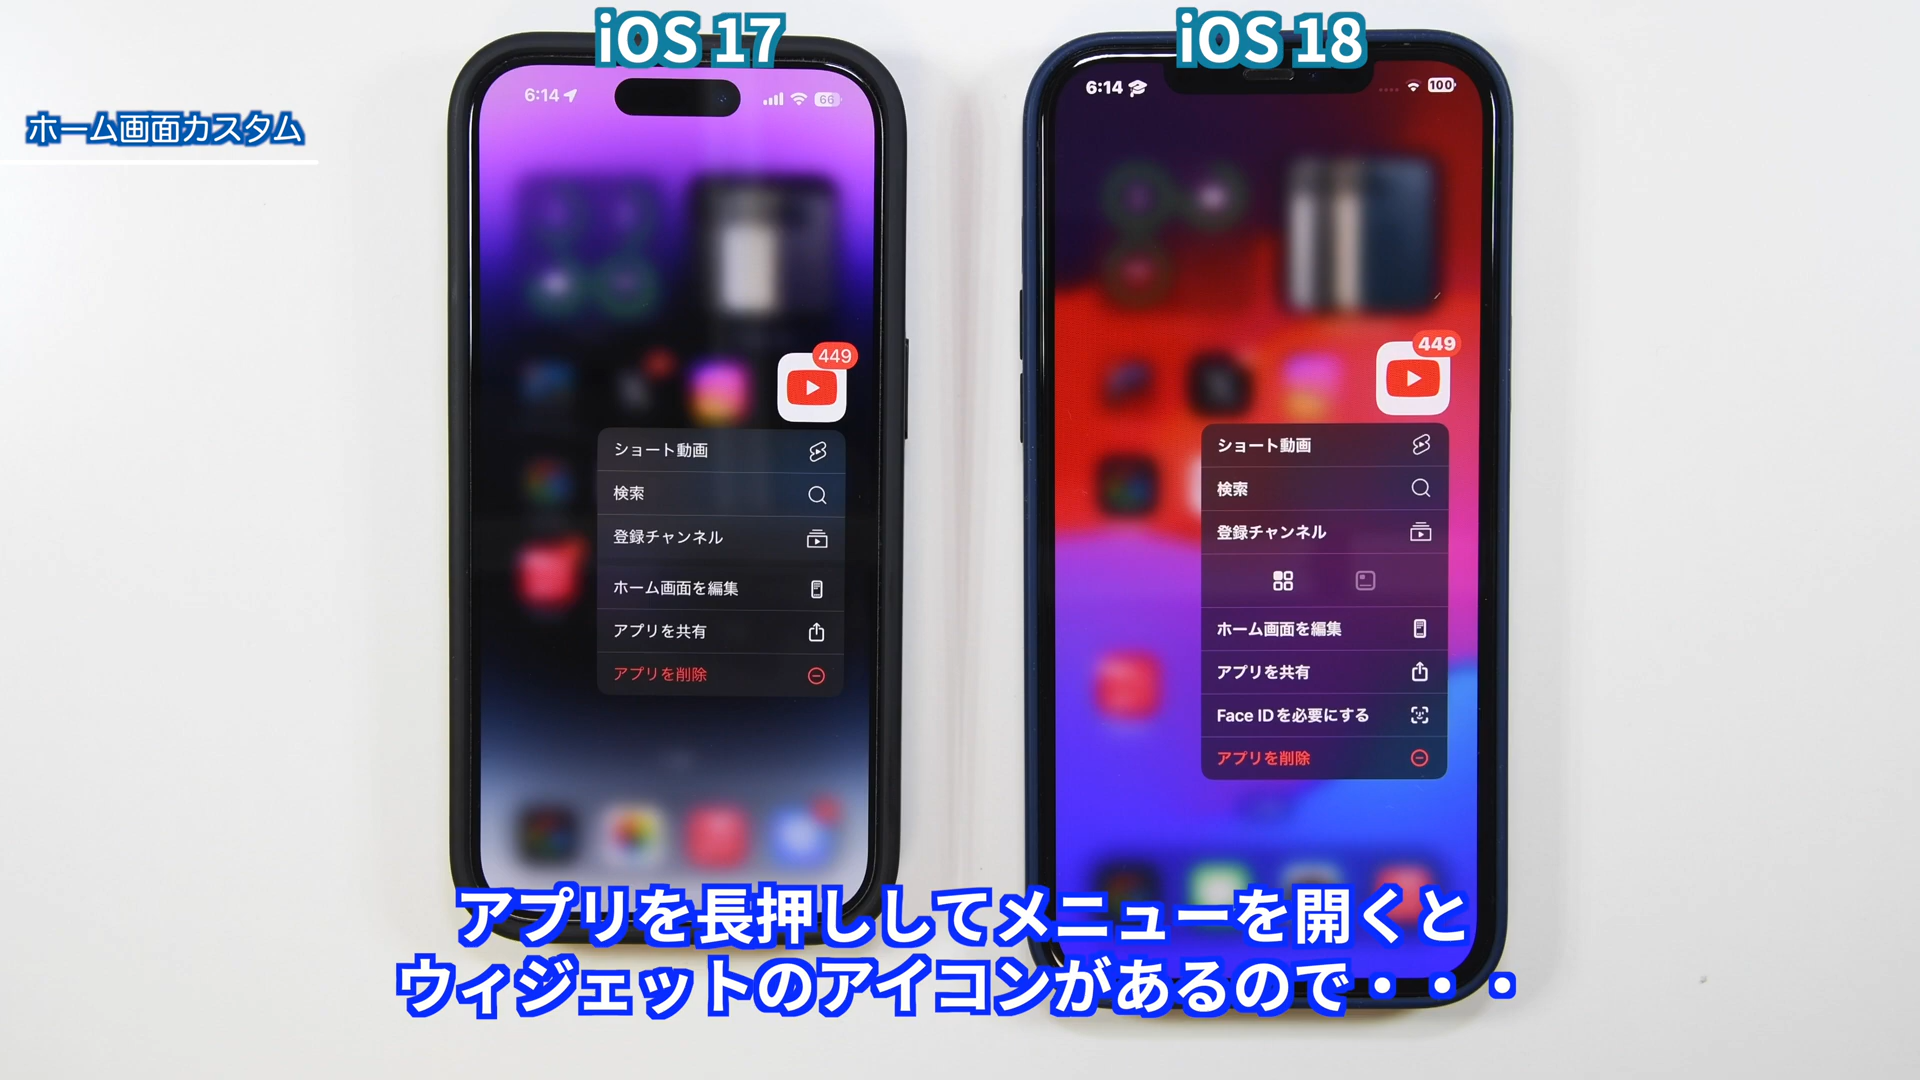 iOS 17
iOS 18
ホーム画面カスタム
6:14
66
449
ショート動画
検索
登録チャンネル
ホーム画面を編集
アプリを共有
アプリを削除
6:14
100
449
ショート動画
検索
登録チャンネル
ホーム画面を編集
アプリを共有
Face IDを必要にする
アプリを削除
アプリを長押ししてメニューを開くと
ウィジェットのアイコンがあるので・・・